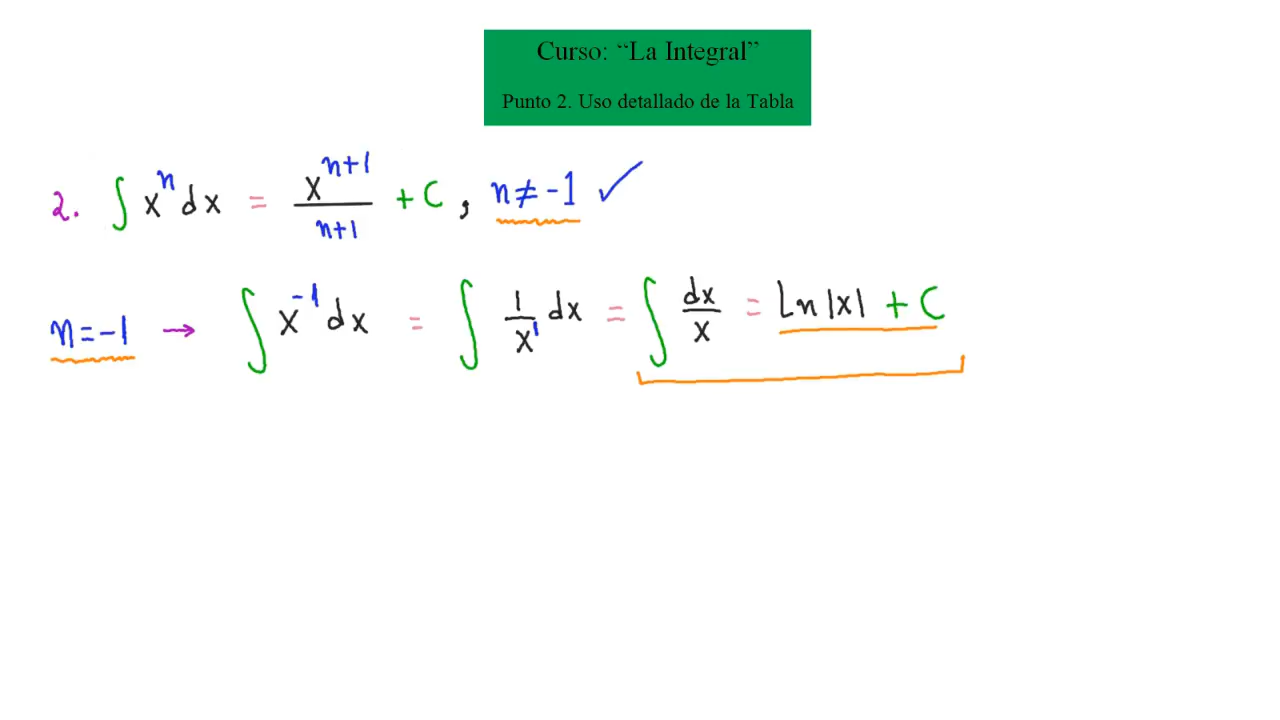 Curso: “La Integral”
Punto 2. Uso detallado de la Tabla
2. ∫ xⁿ dx = xⁿ⁺¹/n+1 + C , n ≠ -1 ✓
n = -1 → ∫ x⁻¹ dx = ∫ 1/x¹ dx = ∫ dx/x = Ln |x| + C